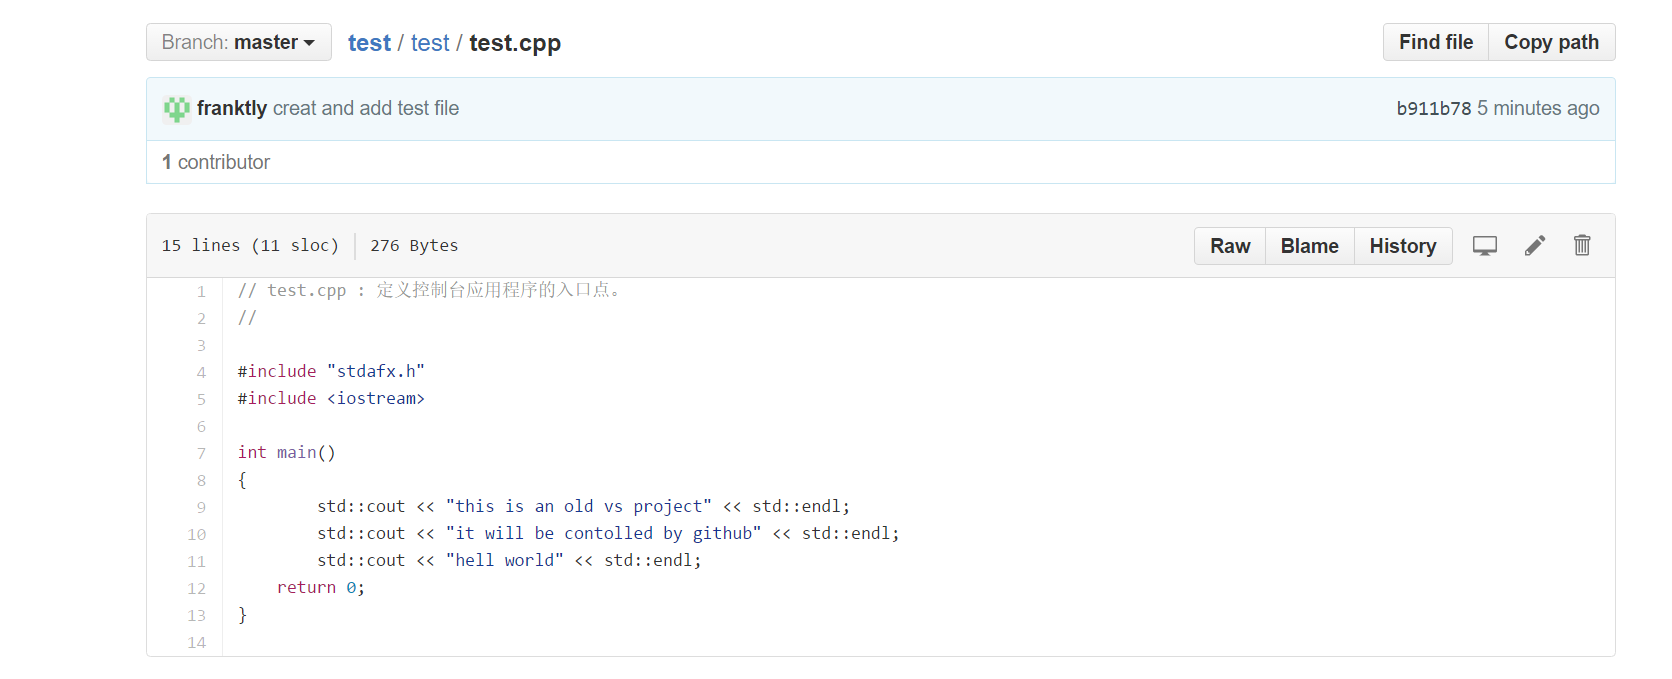 Branch: master test / test / test.cpp Find file Copy path
franktly creat and add test file b911b78 5 minutes ago
1 contributor
15 lines (11 sloc) 276 Bytes Raw Blame History
1 // test.cpp : 定义控制台应用程序的入口点。
2 //
3
4 #include "stdafx.h"
5 #include <iostream>
6
7 int main()
8 {
9 std::cout << "this is an old vs project" << std::endl;
10 std::cout << "it will be contolled by github" << std::endl;
11 std::cout << "hell world" << std::endl;
12 return 0;
13 }
14